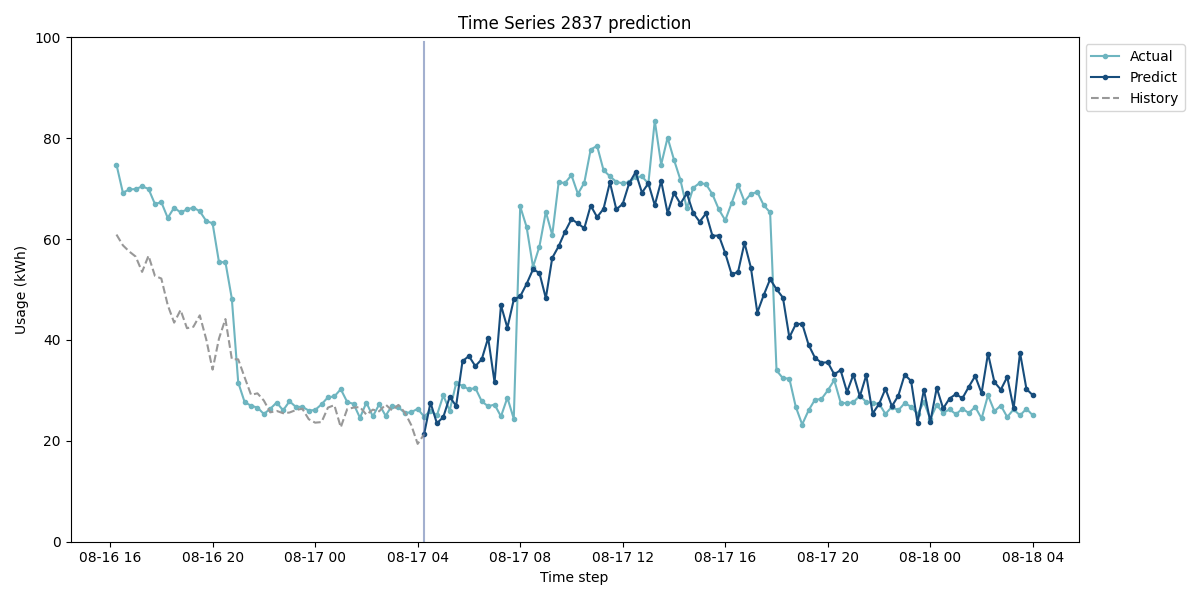 Time Series 2837 prediction
Usage (kWh)
100
80
60
40
20
0
08-16 16
08-16 20
08-17 00
08-17 04
08-17 08
08-17 12
08-17 16
08-17 20
08-18 00
08-18 04
Time step
Actual
Predict
History